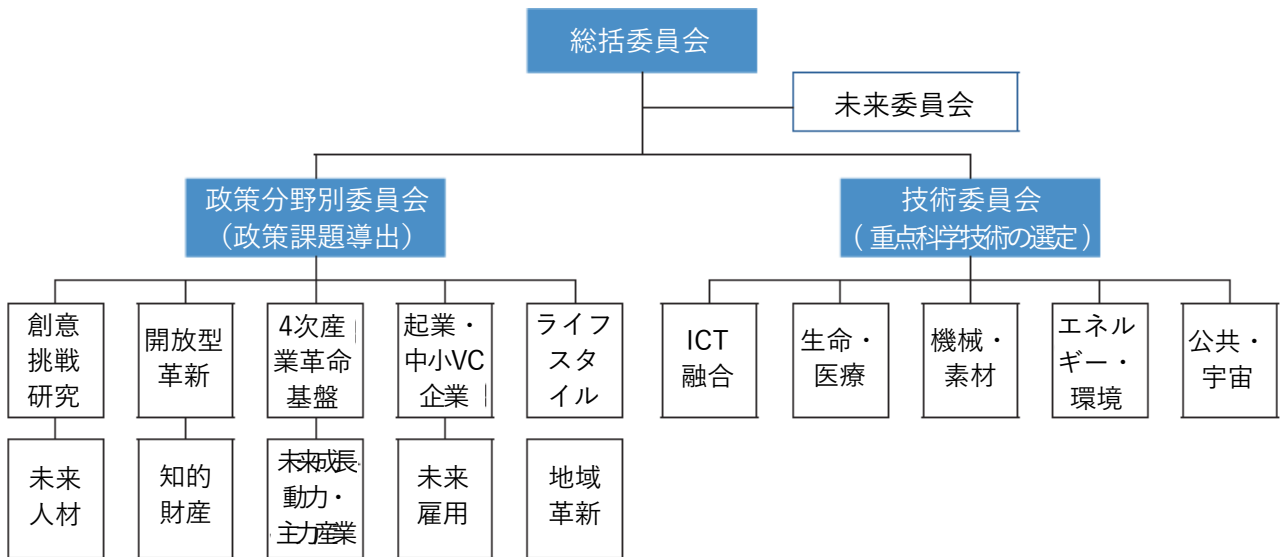 総括委員会
未来委員会
政策分野別委員会
（政策課題導出）
技術委員会
（重点科学技術の選定）
創意
挑戦
研究
開放型
革新
4次産
業革命
基盤
起業・
中小VC
企業
ライフ
スタ
イル
ICT
融合
生命・
医療
機械・
素材
エネル
ギー・
環境
公共・
宇宙
未来
人材
知的
財産
未来成長
動力・
主力産業
未来
雇用
地域
革新